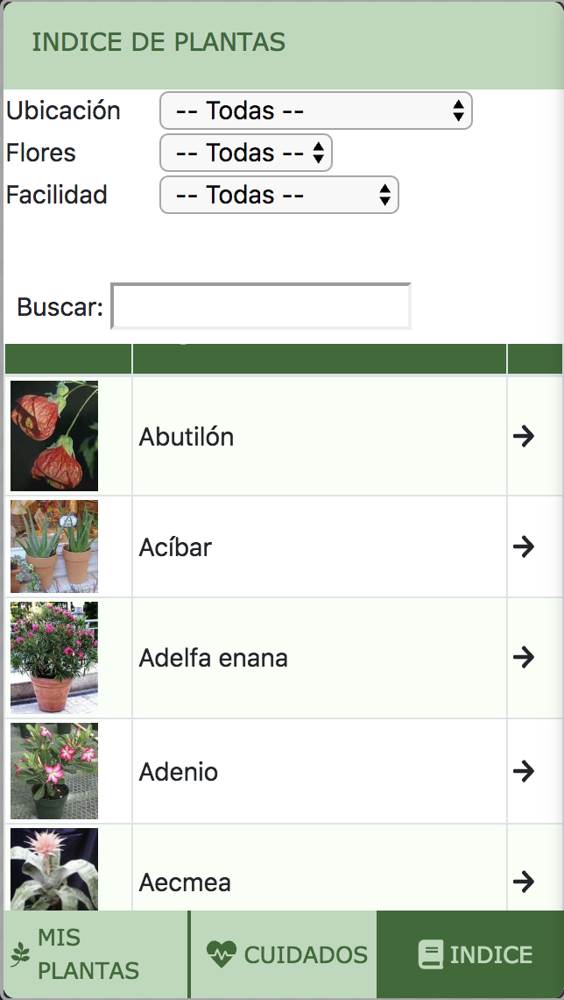 INDICE DE PLANTAS
Ubicación -- Todas --
Flores -- Todas --
Facilidad -- Todas --
Buscar:
Abutilón
Acíbar
Adelfa enana
Adenio
Aecmea
MIS
PLANTAS
CUIDADOS
INDICE